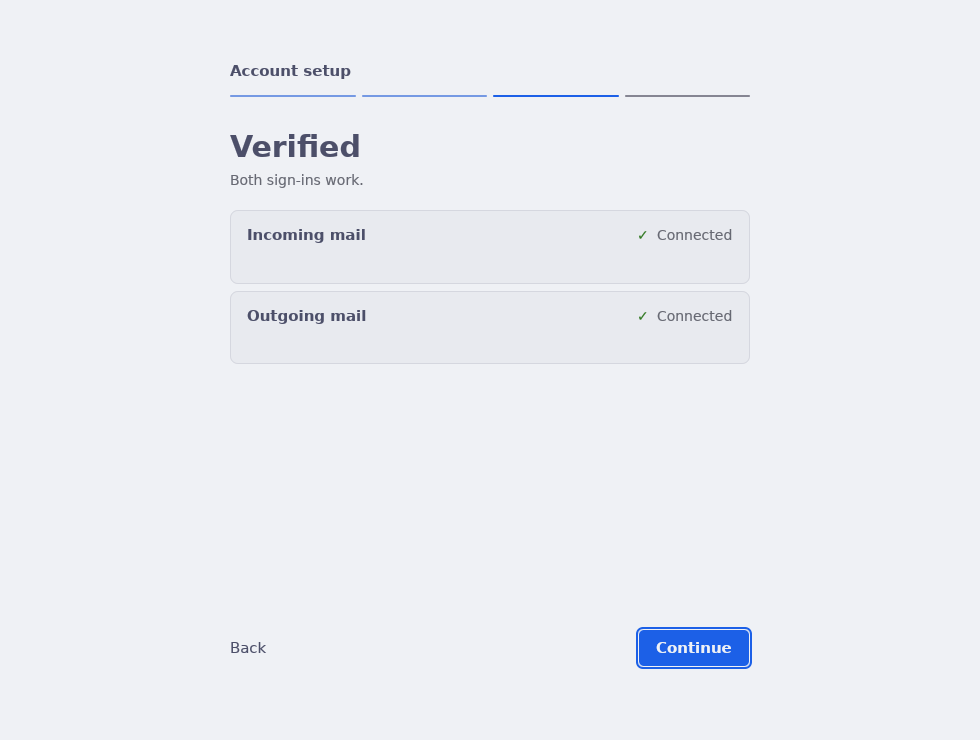 Account setup
Verified
Both sign-ins work.
Incoming mail ✓ Connected
Outgoing mail ✓ Connected
Back Continue